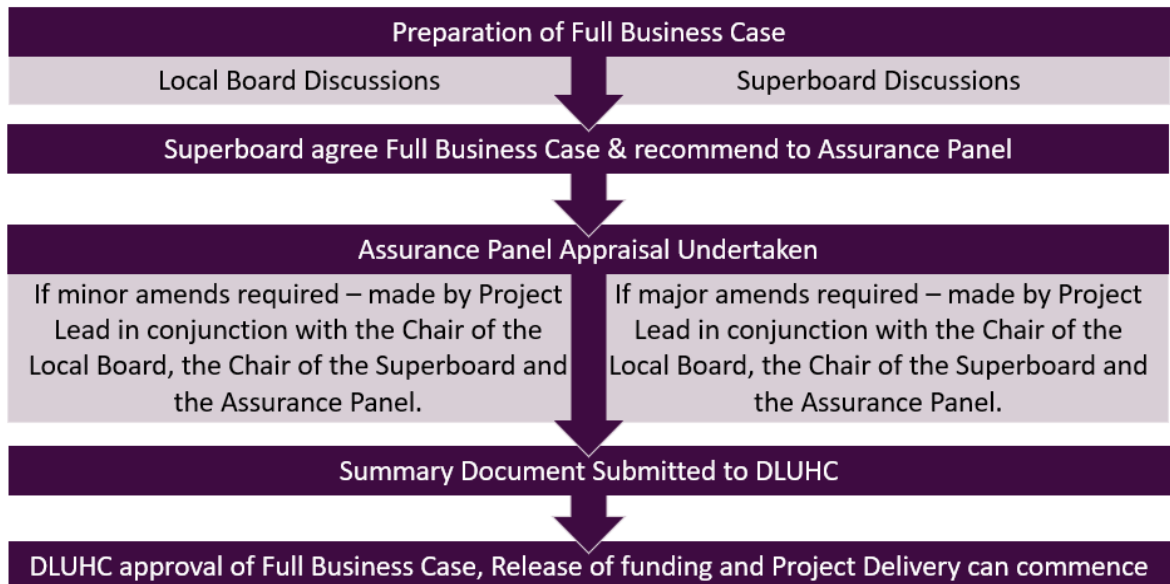 Preparation of Full Business Case
Local Board Discussions
Superboard Discussions
Superboard agree Full Business Case & recommend to Assurance Panel
Assurance Panel Appraisal Undertaken
If minor amends required – made by Project
Lead in conjunction with the Chair of the
Local Board, the Chair of the Superboard and
the Assurance Panel.
If major amends required – made by Project
Lead in conjunction with the Chair of the
Local Board, the Chair of the Superboard and
the Assurance Panel.
Summary Document Submitted to DLUHC
DLUHC approval of Full Business Case, Release of funding and Project Delivery can commence